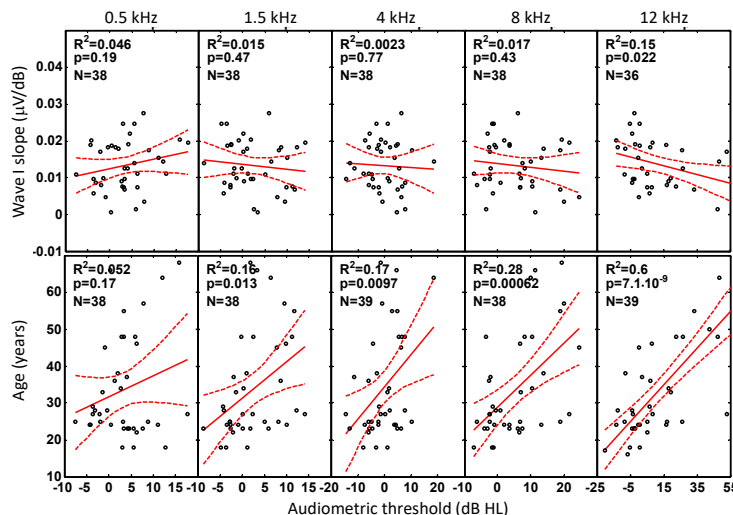 0.5 kHz 1.5 kHz 4 kHz 8 kHz 12 kHz
0.05
R²=0.046 R²=0.015 R²=0.0023 R²=0.017 R²=0.15
p=0.19 p=0.47 p=0.77 p=0.43 p=0.022
N=38 N=38 N=38 N=38 N=36
0.04
0.03
0.02
0.01
0
-0.01
Wave I slope (µV/dB)
R²=0.052 R²=0.16 R²=0.17 R²=0.28 R²=0.6
p=0.17 p=0.013 p=0.0097 p=0.00062 p=7.1.10⁻⁹
N=38 N=38 N=39 N=38 N=39
60
50
40
30
20
10
Age (years)
-10 -5 0 5 10 15 -10 -5 0 5 10 15 -20 -10 0 10 20 -10 0 10 20 -25 -5 15 35 55
Audiometric threshold (dB HL)